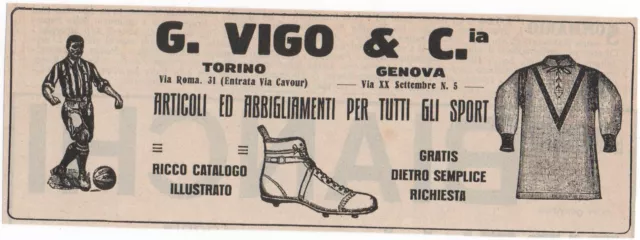 G. VIGO & C.ia
TORINO
Via Roma. 31 (Entrata Via Cavour)
GENOVA
Via XX Settembre N. 5
ARTICOLI ED ABBIGLIAMENTI PER TUTTI GLI SPORT
RICCO CATALOGO
ILLUSTRATO
GRATIS
DIETRO SEMPLICE
RICHIESTA